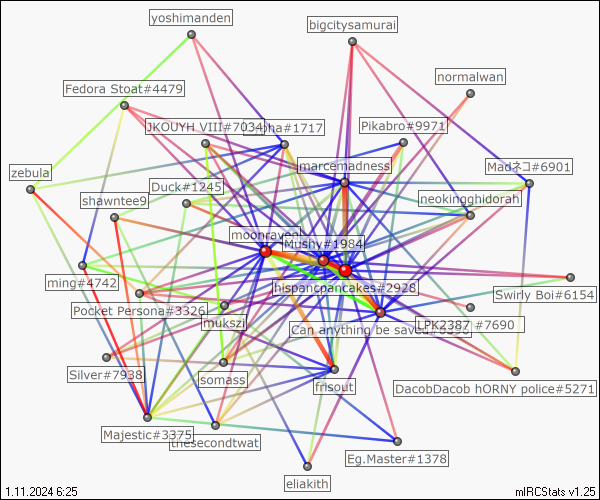 yoshimanden
bigcitysamurai
normalwan
Fedora Stoat#4479
JKOUYH VIII#7034
#1717
Pikabro#9971
marcemadness
Madネコ#6901
zebula
Duck#1245
shawntee9
neokingghidorah
moonraven
Mushy#1984
ming#4742
hispanicpancakes#2928
Swirly Boi#6154
Pocket Persona#3326
mukszi
Can anything be saved
LPK2387 #7690
Silver#7938
somass
frisout
DacobDacob hORNY police#5271
Majestic#3375
thesecondtwat
Eg.Master#1378
eliakith
1.11.2024 6:25
mIRCStats v1.25